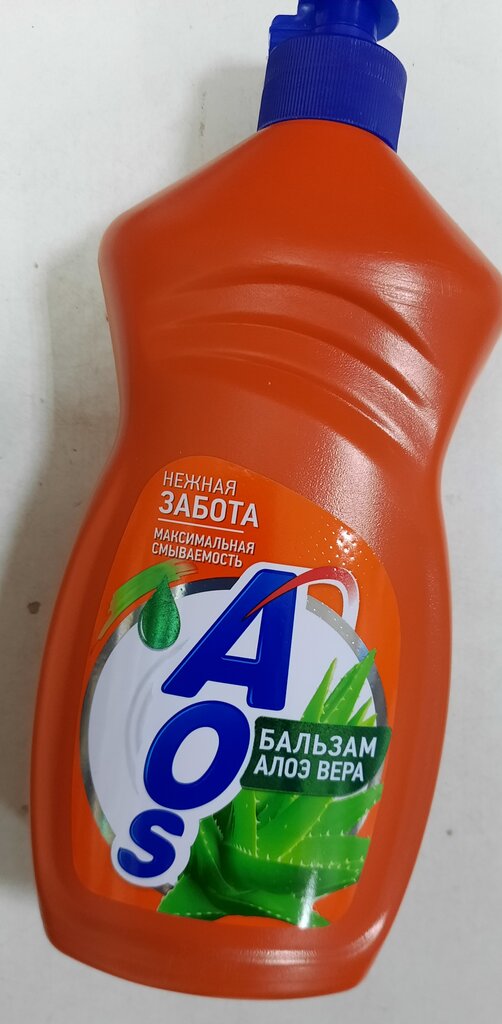 НЕЖНАЯ
ЗАБОТА
МАКСИМАЛЬНАЯ
СМЫВАЕМОСТЬ
AOS
БАЛЬЗАМ
АЛОЭ ВЕРА